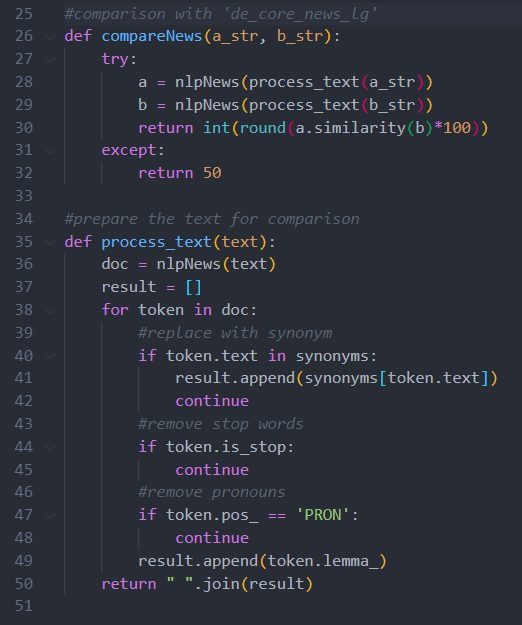 25 #comparison with 'de_core_news_lg'
26 def compareNews(a_str, b_str):
27     try:
28         a = nlpNews(process_text(a_str))
29         b = nlpNews(process_text(b_str))
30         return int(round(a.similarity(b)*100))
31     except:
32         return 50
33
34 #prepare the text for comparison
35 def process_text(text):
36     doc = nlpNews(text)
37     result = []
38     for token in doc:
39         #replace with synonym
40         if token.text in synonyms:
41             result.append(synonyms[token.text])
42             continue
43         #remove stop words
44         if token.is_stop:
45             continue
46         #remove pronouns
47         if token.pos_ == 'PRON':
48             continue
49         result.append(token.lemma_)
50     return " ".join(result)
51